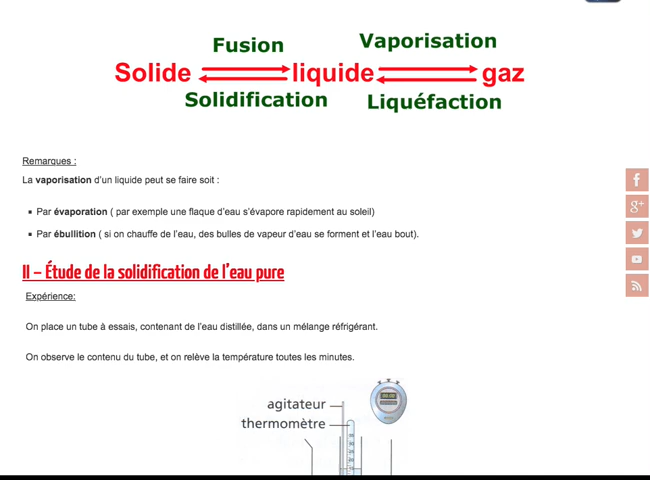 Fusion Vaporisation
Solide liquide gaz
Solidification Liquéfaction
Remarques :
La vaporisation d'un liquide peut se faire soit :
Par évaporation ( par exemple une flaque d'eau s'évapore rapidement au soleil)
Par ébullition ( si on chauffe de l'eau, des bulles de vapeur d'eau se forment et l'eau bout).
II – Étude de la solidification de l'eau pure
Expérience:
On place un tube à essais, contenant de l'eau distillée, dans un mélange réfrigérant.
On observe le contenu du tube, et on relève la température toutes les minutes.
agitateur
thermomètre